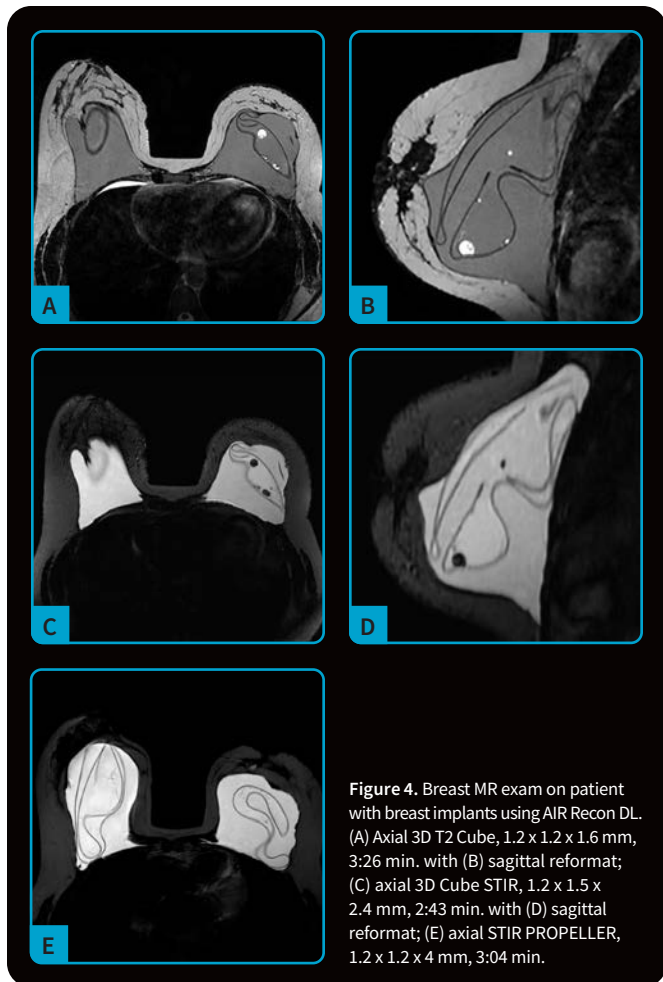 A
B
C
D
E
Figure 4. Breast MR exam on patient
with breast implants using AIR Recon DL.
(A) Axial 3D T2 Cube, 1.2 x 1.2 x 1.6 mm,
3:26 min. with (B) sagittal reformat;
(C) axial 3D Cube STIR, 1.2 x 1.5 x
2.4 mm, 2:43 min. with (D) sagittal
reformat; (E) axial STIR PROPELLER,
1.2 x 1.2 x 4 mm, 3:04 min.